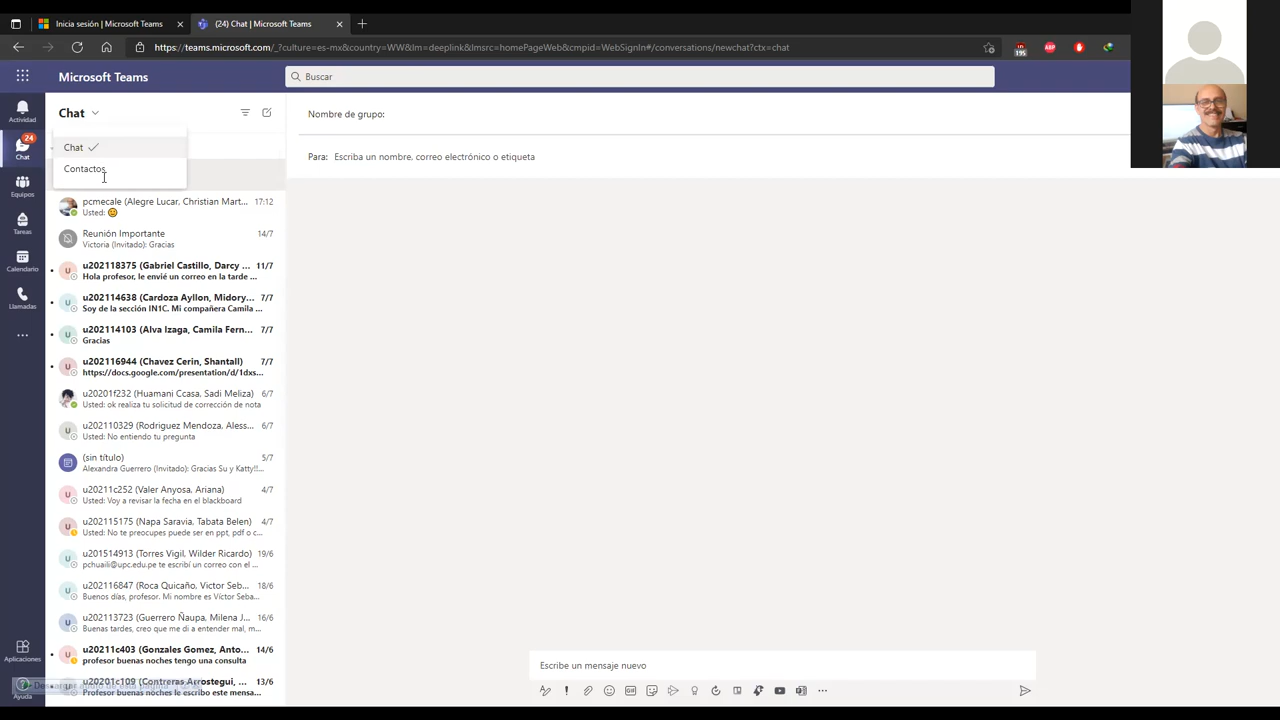 Inicia sesión | Microsoft Teams
(24) Chat | Microsoft Teams
https://teams.microsoft.com/_?culture=es-mx&country=WW&lm=deeplink&lmsrc=homePageWeb&cmpid=WebSignIn#/conversations/newchat?ctx=chat
195
ABP
Microsoft Teams
Buscar
Actividad
24
Chat
Equipos
Tareas
Calendario
Llamadas
Aplicaciones
Ayuda
Chat
Chat
Contactos
pcmecale (Alegre Lucar, Christian Mart... 17:12
Usted:
Reunión Importante 14/7
Victoria (Invitado): Gracias
u202118375 (Gabriel Castillo, Darcy ... 11/7
Hola profesor, le envié un correo en la tarde ...
u202114638 (Cardoza Ayllon, Midory... 7/7
Soy de la sección IN1C. Mi compañera Camila ...
u202114103 (Alva Izaga, Camila Fern... 7/7
Gracias
u202116944 (Chavez Cerin, Shantall) 7/7
https://docs.google.com/presentation/d/1dxs...
u20201f232 (Huamani Ccasa, Sadi Meliza) 6/7
Usted: ok realiza tu solicitud de corrección de nota
u202110329 (Rodriguez Mendoza, Aless... 6/7
Usted: No entiendo tu pregunta
(sin título) 5/7
Alexandra Guerrero (Invitado): Gracias Su y Katty!!...
u20211c252 (Valer Anyosa, Ariana) 4/7
Usted: Voy a revisar la fecha en el blackboard
u202115175 (Napa Saravia, Tabata Belen) 4/7
Usted: No te preocupes puede ser en ppt, pdf o c...
u201514913 (Torres Vigil, Wilder Ricardo) 19/6
pchuaili@upc.edu.pe te escribí un correo con el ...
u202116847 (Roca Quicaño, Victor Seb... 18/6
Buenos días, profesor. Mi nombre es Víctor Seba...
u202113723 (Guerrero Ñaupa, Milena J... 16/6
Buenas tardes, creo que me di a entender mal, m...
u20211c403 (Gonzales Gomez, Anto... 14/6
profesor buenas noches tengo una consulta
u20201c109 (Contreras Arrostegui, ... 13/6
Profesor buenas noches le escribo este mensa...
Nombre de grupo:
Para: Escriba un nombre, correo electrónico o etiqueta
Escribe un mensaje nuevo
GIF